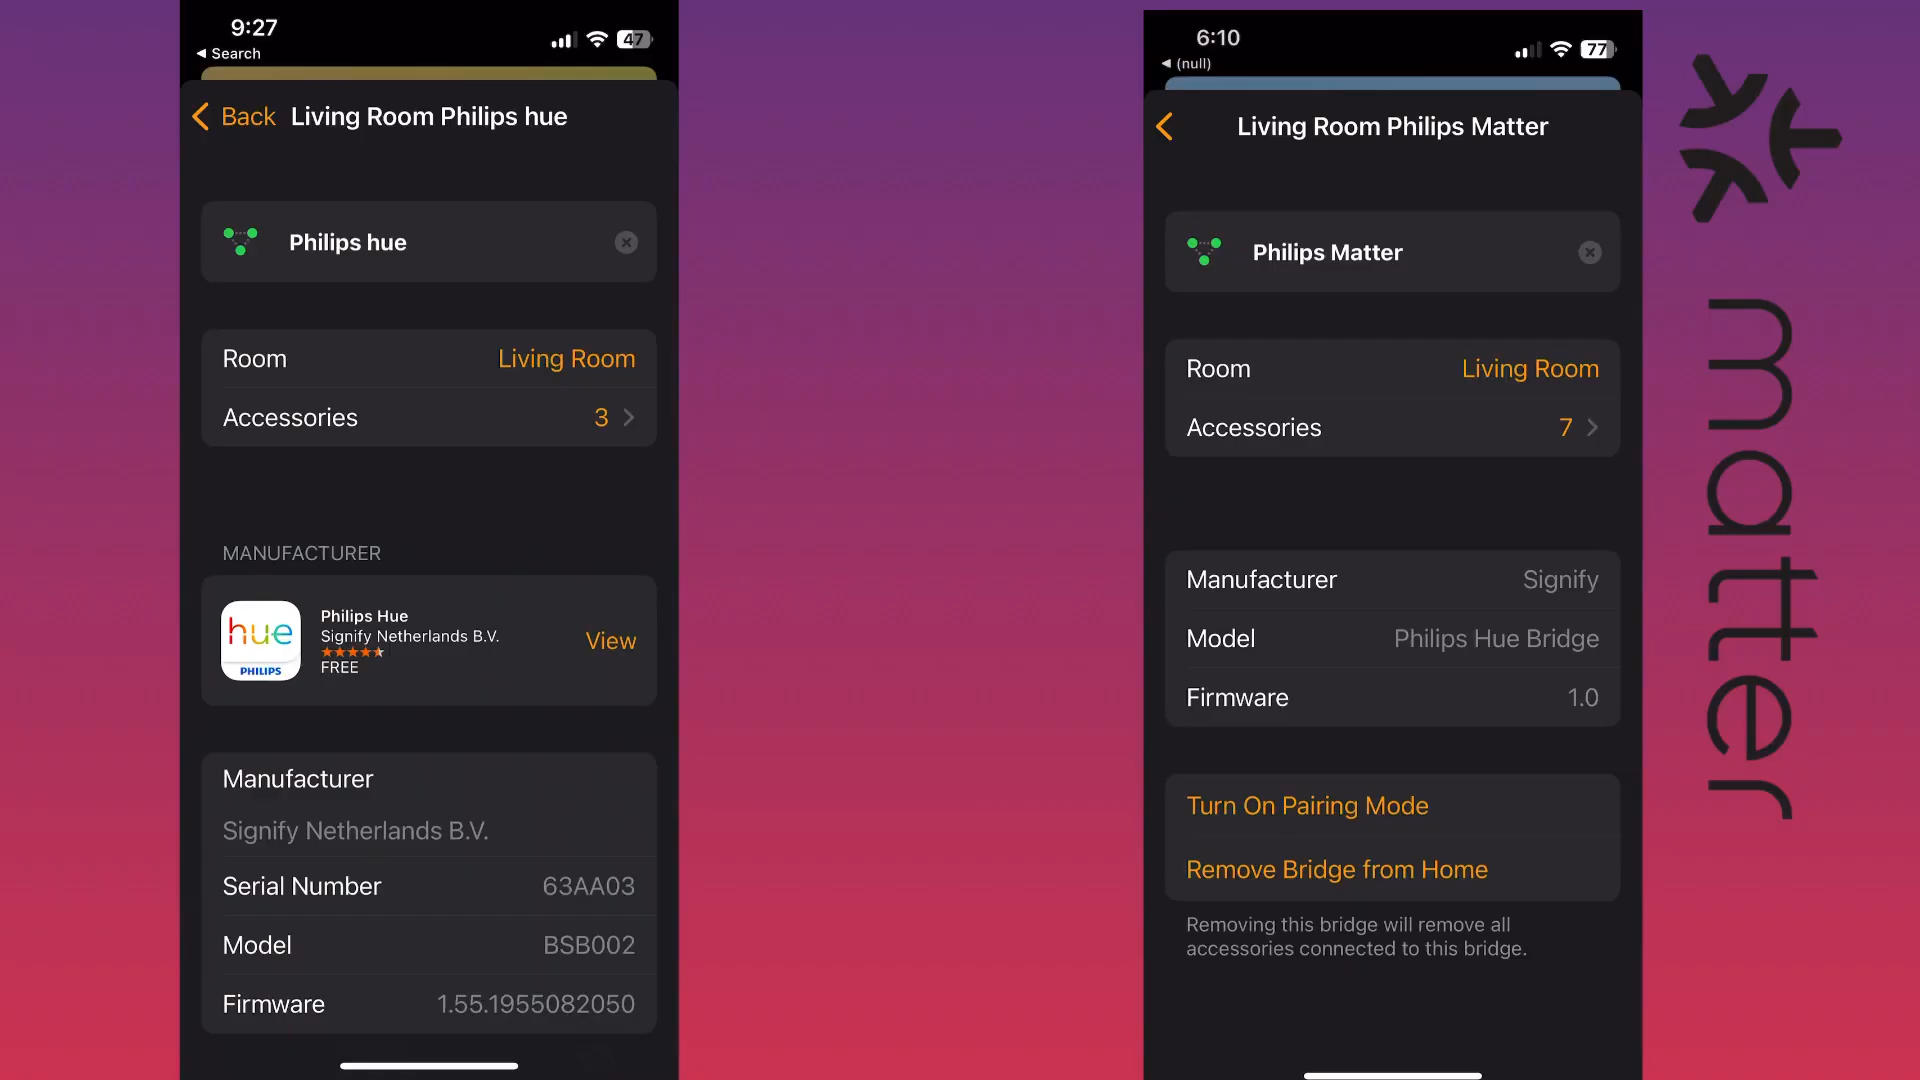 9:27
◀ Search
47
Back Living Room Philips hue
Philips hue
Room Living Room
Accessories 3
MANUFACTURER
hue
PHILIPS
Philips Hue
Signify Netherlands B.V.
FREE
View
Manufacturer
Signify Netherlands B.V.
Serial Number 63AA03
Model BSB002
Firmware 1.55.1955082050
6:10
◀ (null)
77
Living Room Philips Matter
Philips Matter
Room Living Room
Accessories 7
Manufacturer Signify
Model Philips Hue Bridge
Firmware 1.0
Turn On Pairing Mode
Remove Bridge from Home
Removing this bridge will remove all
accessories connected to this bridge.
matter